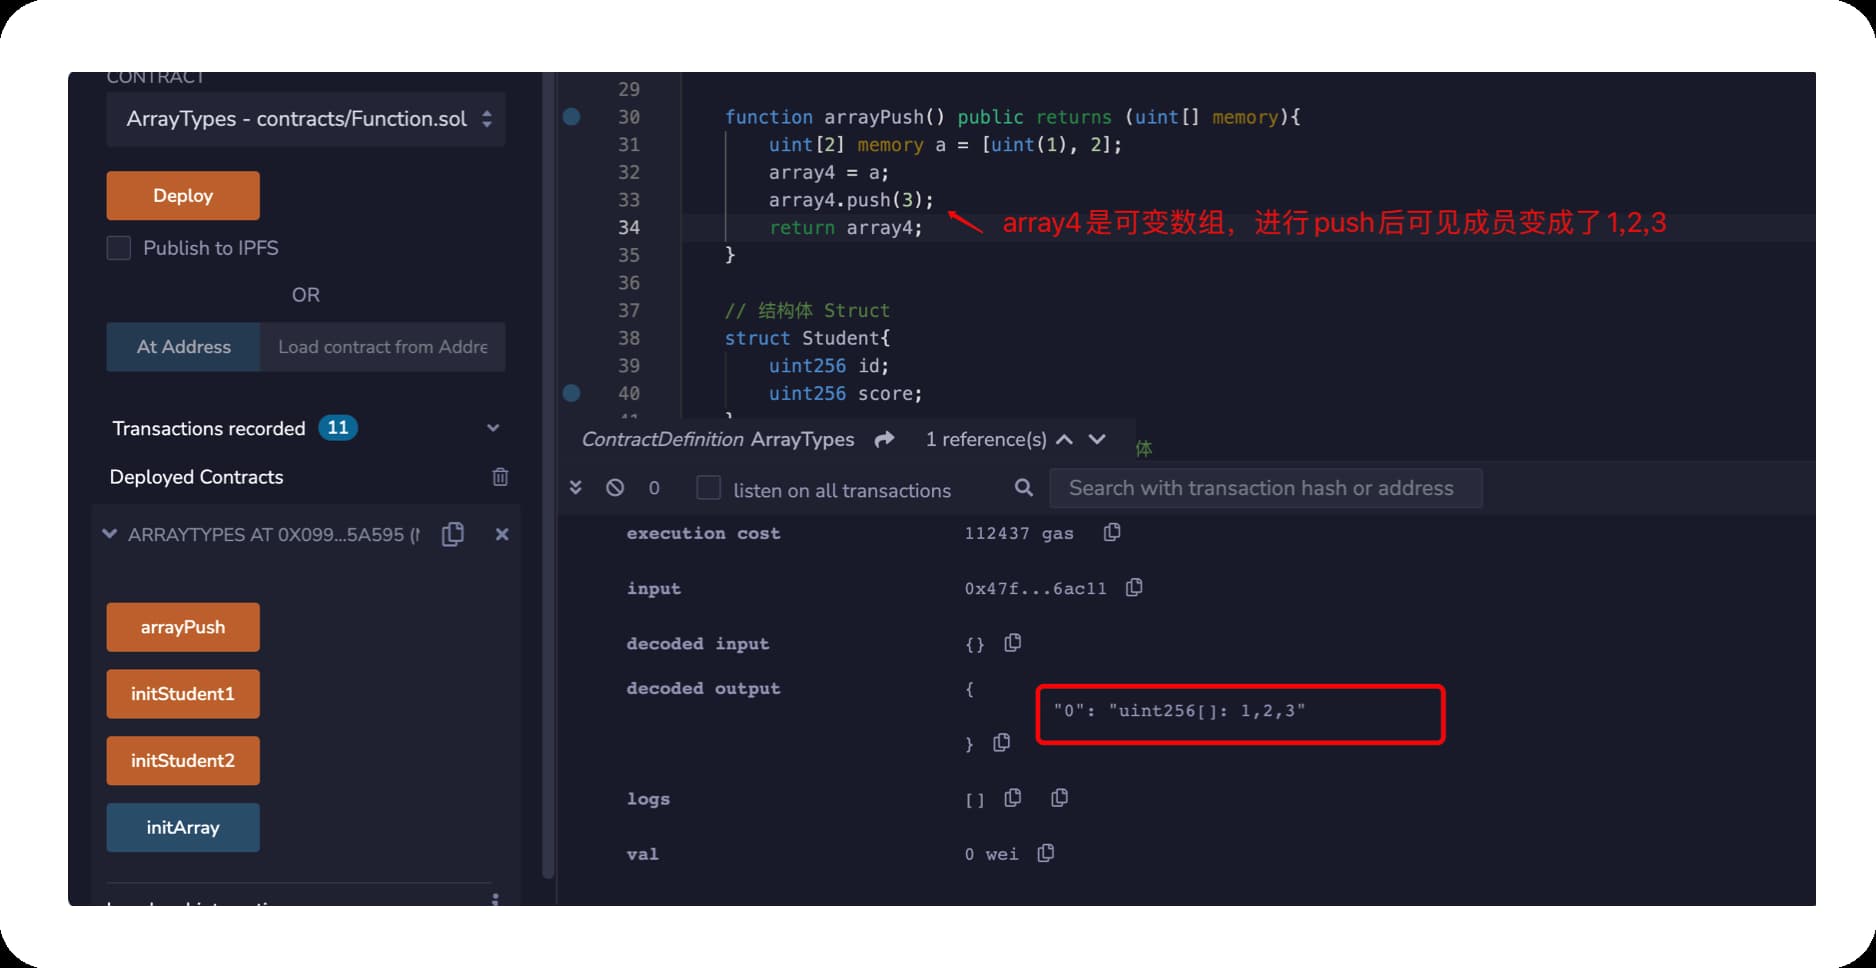 CONTRACT
ArrayTypes - contracts/Function.sol
Deploy
Publish to IPFS
OR
At Address
Load contract from Addre
Transactions recorded 11
Deployed Contracts
ARRAYTYPES AT 0X099...5A595 (
arrayPush
initStudent1
initStudent2
initArray
29
30 function arrayPush() public returns (uint[] memory){
31 uint[2] memory a = [uint(1), 2];
32 array4 = a;
33 array4.push(3);
34 return array4;
array4是可变数组，进行push后可见成员变成了1,2,3
35 }
36
37 // 结构体 Struct
38 struct Student{
39 uint256 id;
40 uint256 score;
41 }
ContractDefinition ArrayTypes 1 reference(s)
体
0 listen on all transactions Search with transaction hash or address
execution cost 112437 gas
input 0x47f...6ac11
decoded input {}
decoded output {
"0": "uint256[]: 1,2,3"
}
logs []
val 0 wei